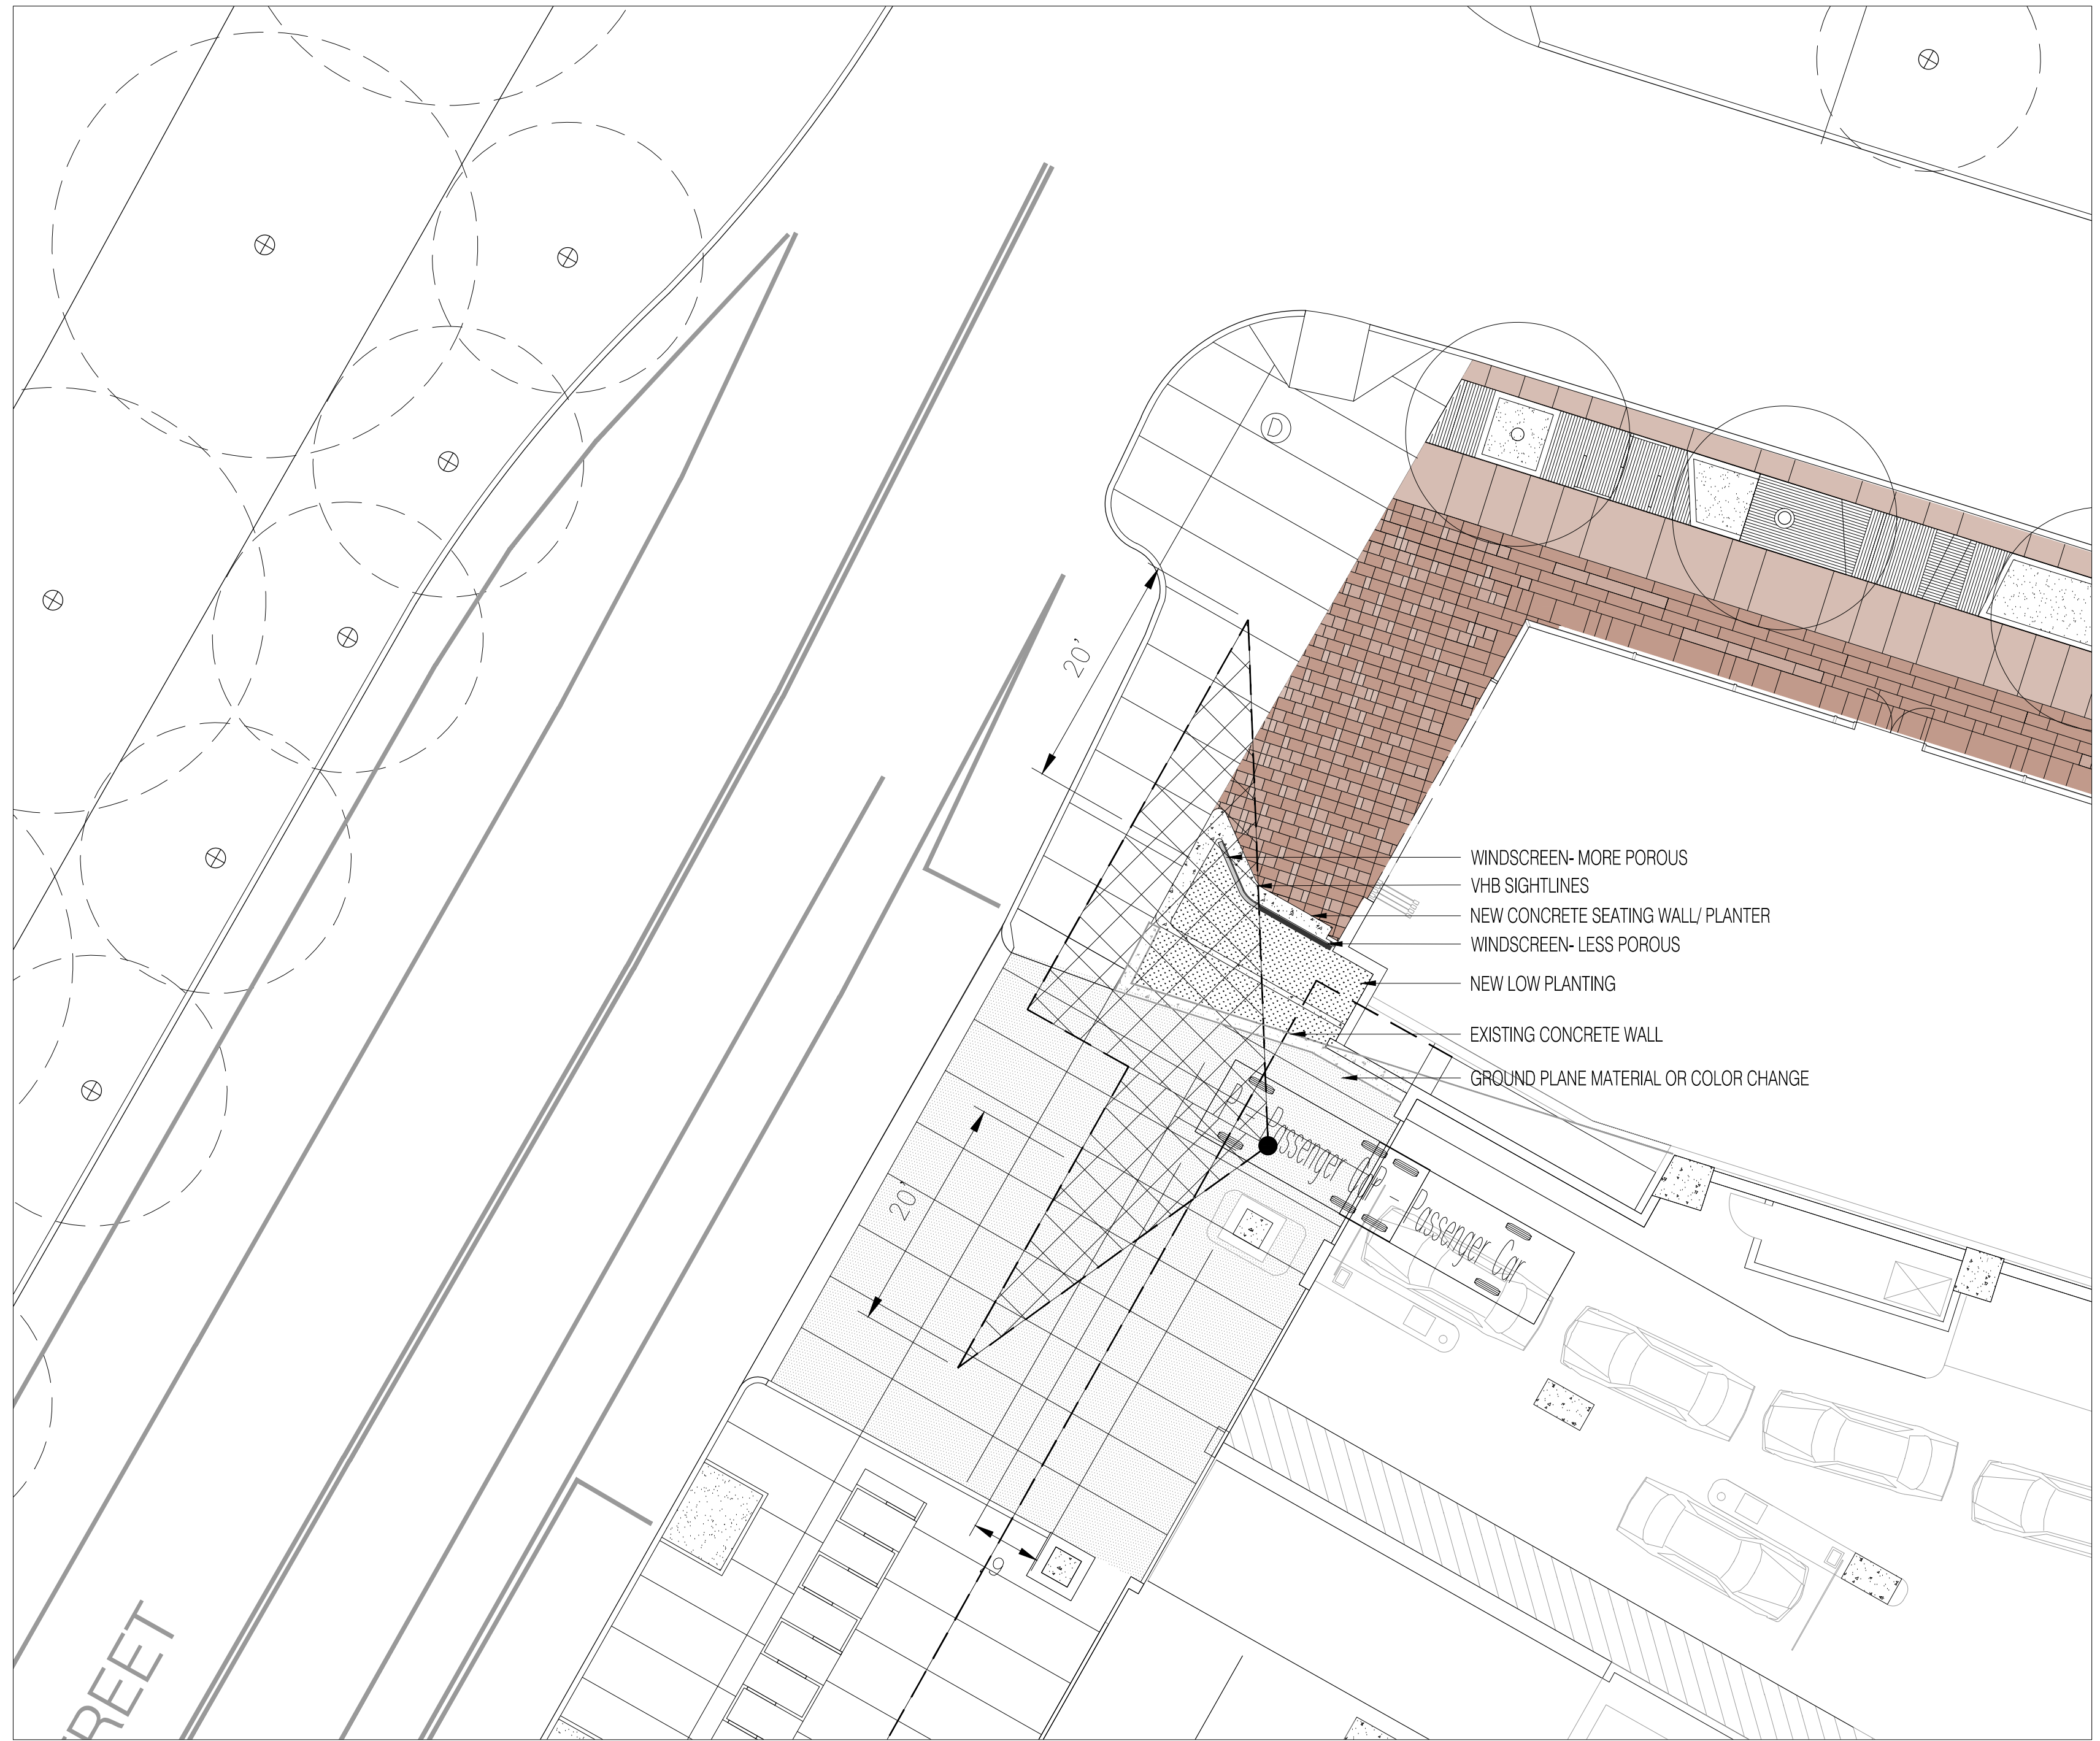 D
20'
WINDSCREEN- MORE POROUS
VHB SIGHTLINES
NEW CONCRETE SEATING WALL/ PLANTER
WINDSCREEN- LESS POROUS
NEW LOW PLANTING
EXISTING CONCRETE WALL
GROUND PLANE MATERIAL OR COLOR CHANGE
Passenger Car
P - Passenger Car
20'
REET